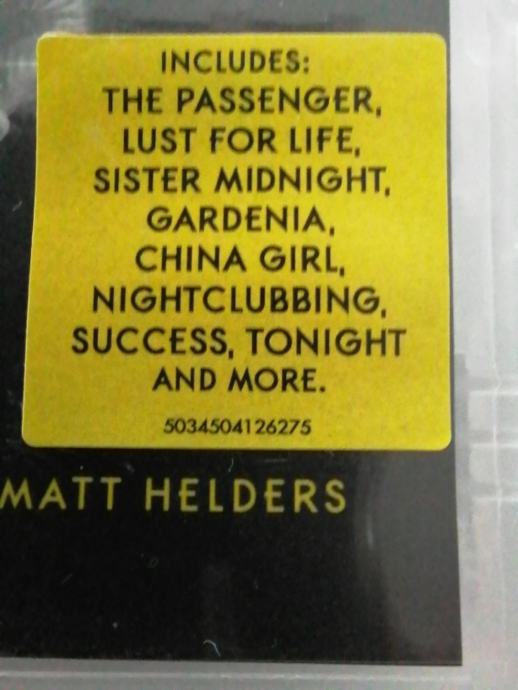 INCLUDES:
THE PASSENGER,
LUST FOR LIFE,
SISTER MIDNIGHT,
GARDENIA,
CHINA GIRL,
NIGHTCLUBBING,
SUCCESS, TONIGHT
AND MORE.
5034504126275
MATT HELDERS